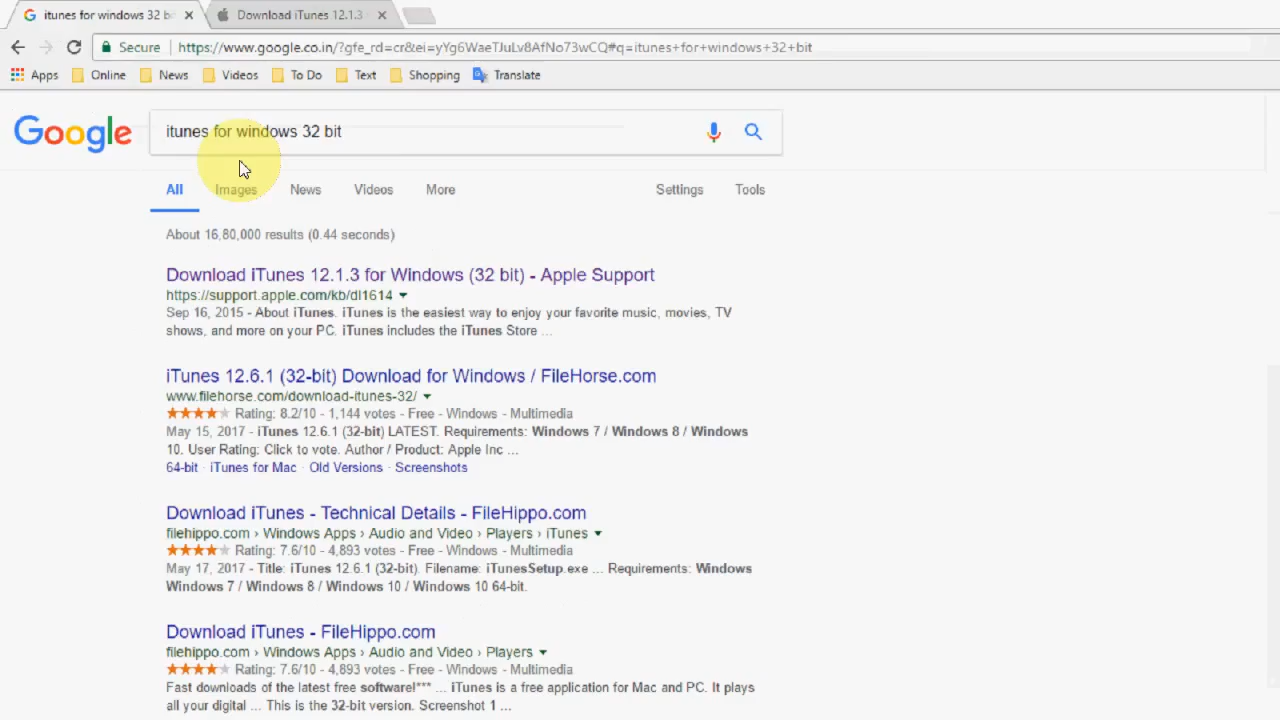 itunes for windows 32 b
Download iTunes 12.1.3
Secure
https://www.google.co.in/?gfe_rd=cr&ei=yYg6WaeTJuLv8AfNo73wCQ#q=itunes+for+windows+32+bit
Apps Online News Videos To Do Text Shopping Translate
Google
itunes for windows 32 bit
All Images News Videos More Settings Tools
About 16,80,000 results (0.44 seconds)
Download iTunes 12.1.3 for Windows (32 bit) - Apple Support
https://support.apple.com/kb/dl1614
Sep 16, 2015 - About iTunes. iTunes is the easiest way to enjoy your favorite music, movies, TV
shows, and more on your PC. iTunes includes the iTunes Store ...
iTunes 12.6.1 (32-bit) Download for Windows / FileHorse.com
www.filehorse.com/download-itunes-32/
Rating: 8.2/10 - 1,144 votes - Free - Windows - Multimedia
May 15, 2017 - iTunes 12.6.1 (32-bit) LATEST. Requirements: Windows 7 / Windows 8 / Windows
10. User Rating: Click to vote. Author / Product: Apple Inc ...
64-bit · iTunes for Mac · Old Versions · Screenshots
Download iTunes - Technical Details - FileHippo.com
filehippo.com › Windows Apps › Audio and Video › Players › iTunes
Rating: 7.6/10 - 4,893 votes - Free - Windows - Multimedia
May 17, 2017 - Title: iTunes 12.6.1 (32-bit). Filename: iTunesSetup.exe ... Requirements: Windows
Windows 7 / Windows 8 / Windows 10 / Windows 10 64-bit.
Download iTunes - FileHippo.com
filehippo.com › Windows Apps › Audio and Video › Players
Rating: 7.6/10 - 4,893 votes - Free - Windows - Multimedia
Fast downloads of the latest free software!*** ... iTunes is a free application for Mac and PC. It plays
all your digital ... This is the 32-bit version. Screenshot 1 ...